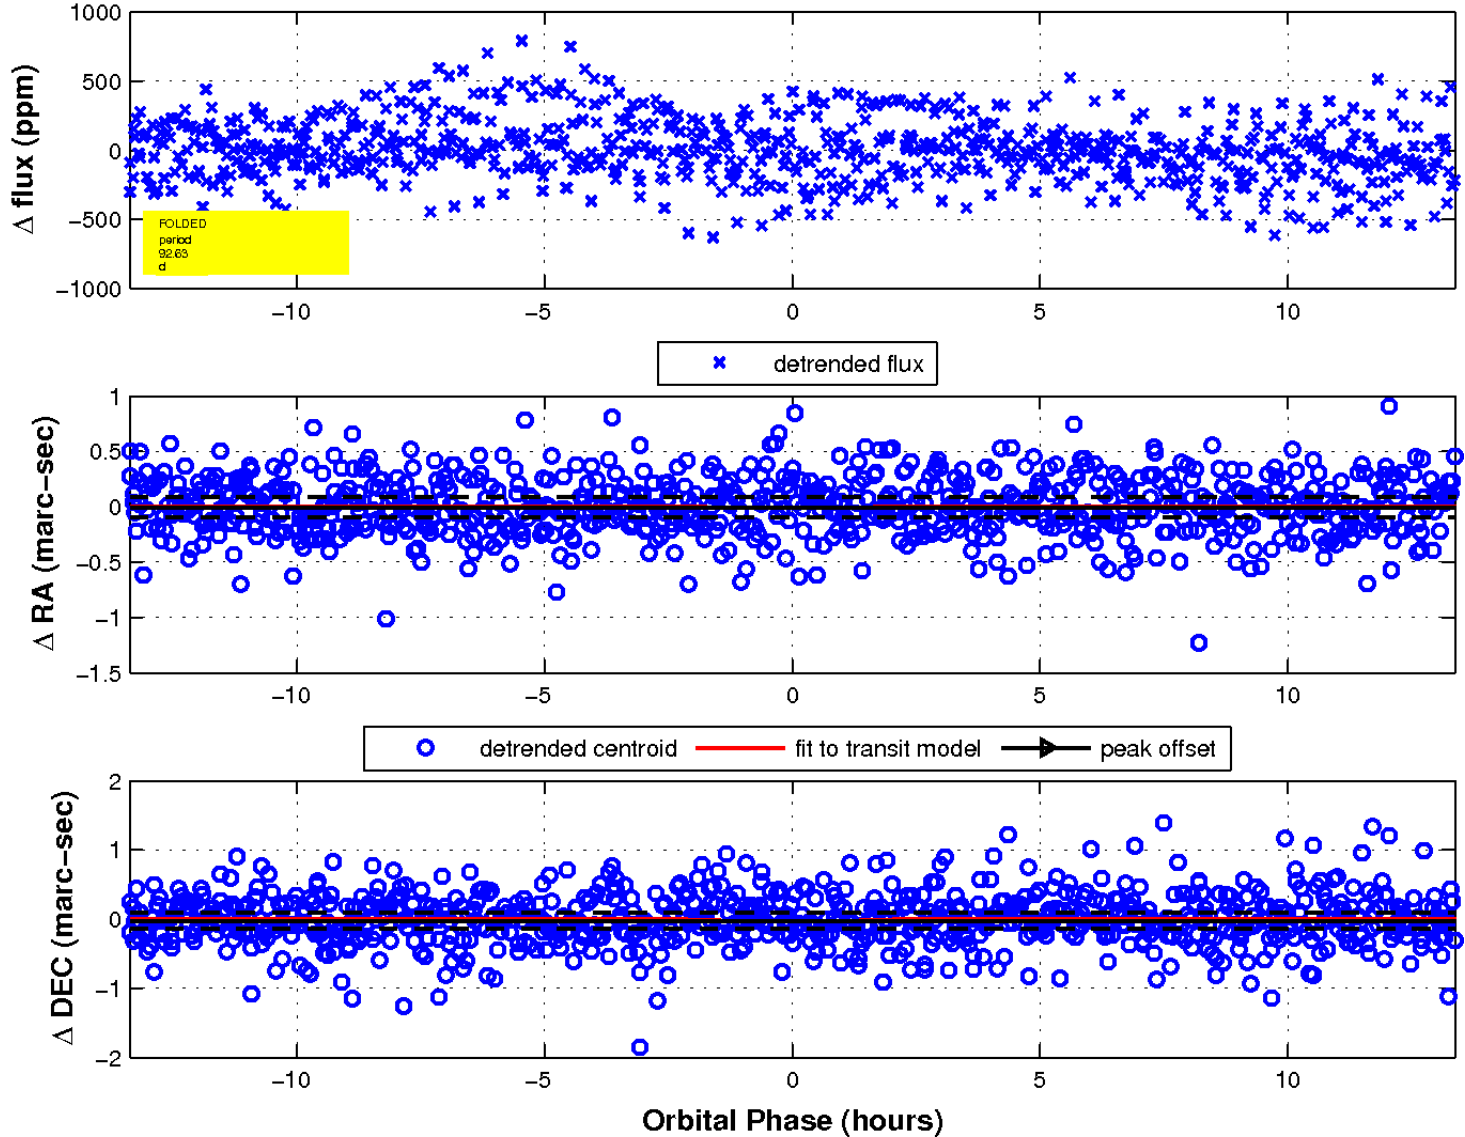 1000
500
0
−500
−1000
Δ flux (ppm)
FOLDED
period
92.63
d
−10 −5 0 5 10
detrended flux
1
0.5
0
−0.5
−1
−1.5
Δ RA (marc−sec)
−10 −5 0 5 10
detrended centroid fit to transit model peak offset
2
1
0
−1
−2
Δ DEC (marc−sec)
−10 −5 0 5 10
Orbital Phase (hours)